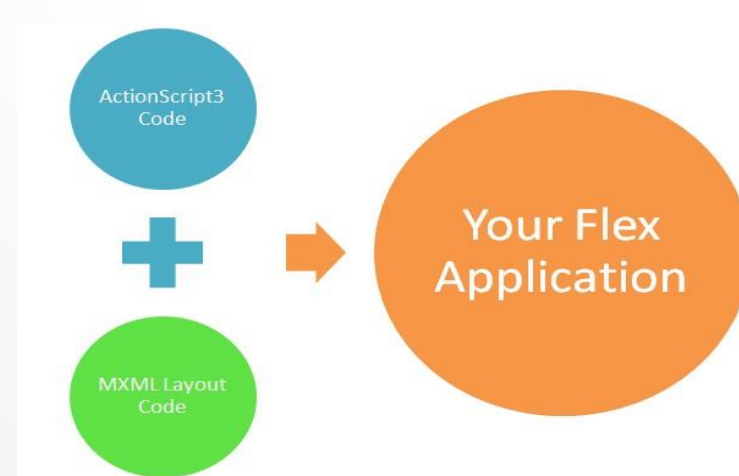 ActionScript3
Code
MXML Layout
Code
Your Flex
Application